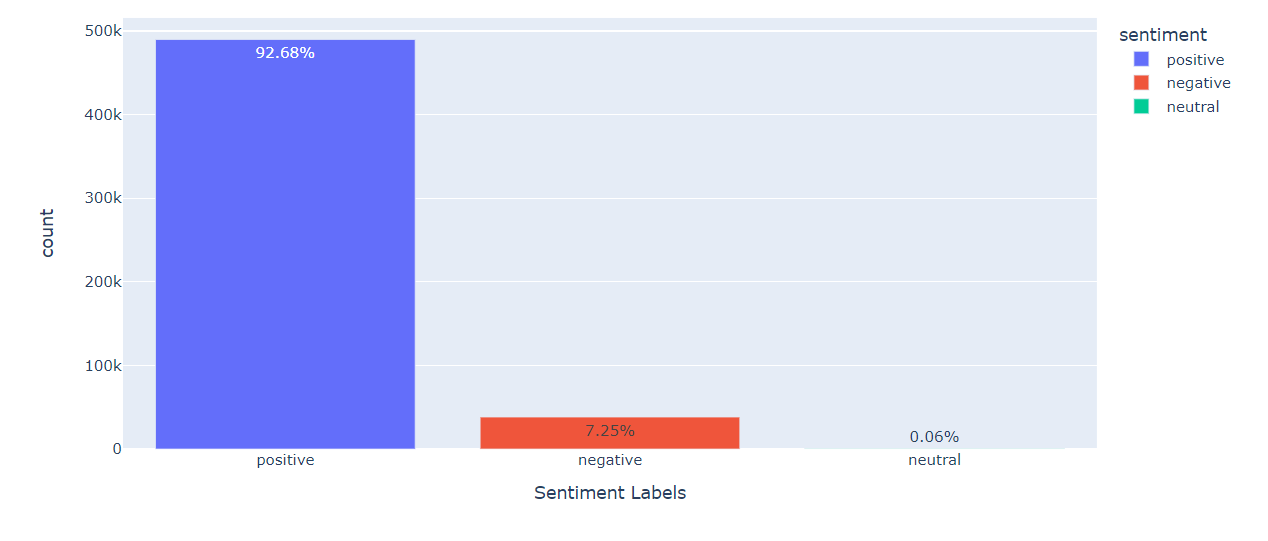 500k
400k
300k
200k
100k
0
count
92.68%
7.25%
0.06%
positive
negative
neutral
Sentiment Labels
sentiment
positive
negative
neutral